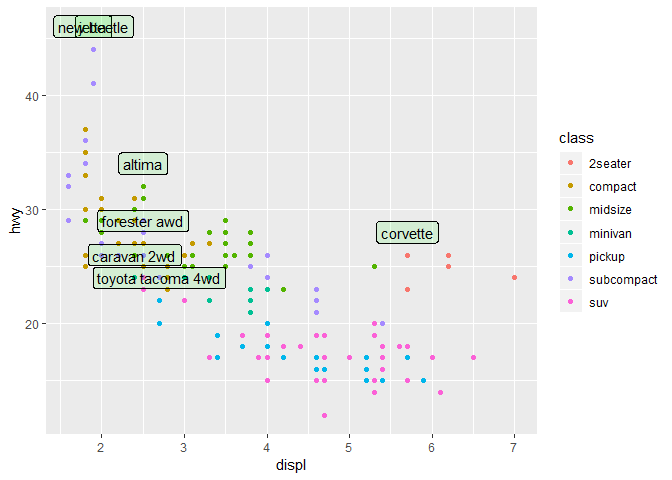 new beetle
jetta
40
altima
30
forester awd
corvette
caravan 2wd
toyota tacoma 4wd
20
2
3
4
5
6
7
displ
hwy
class
2seater
compact
midsize
minivan
pickup
subcompact
suv